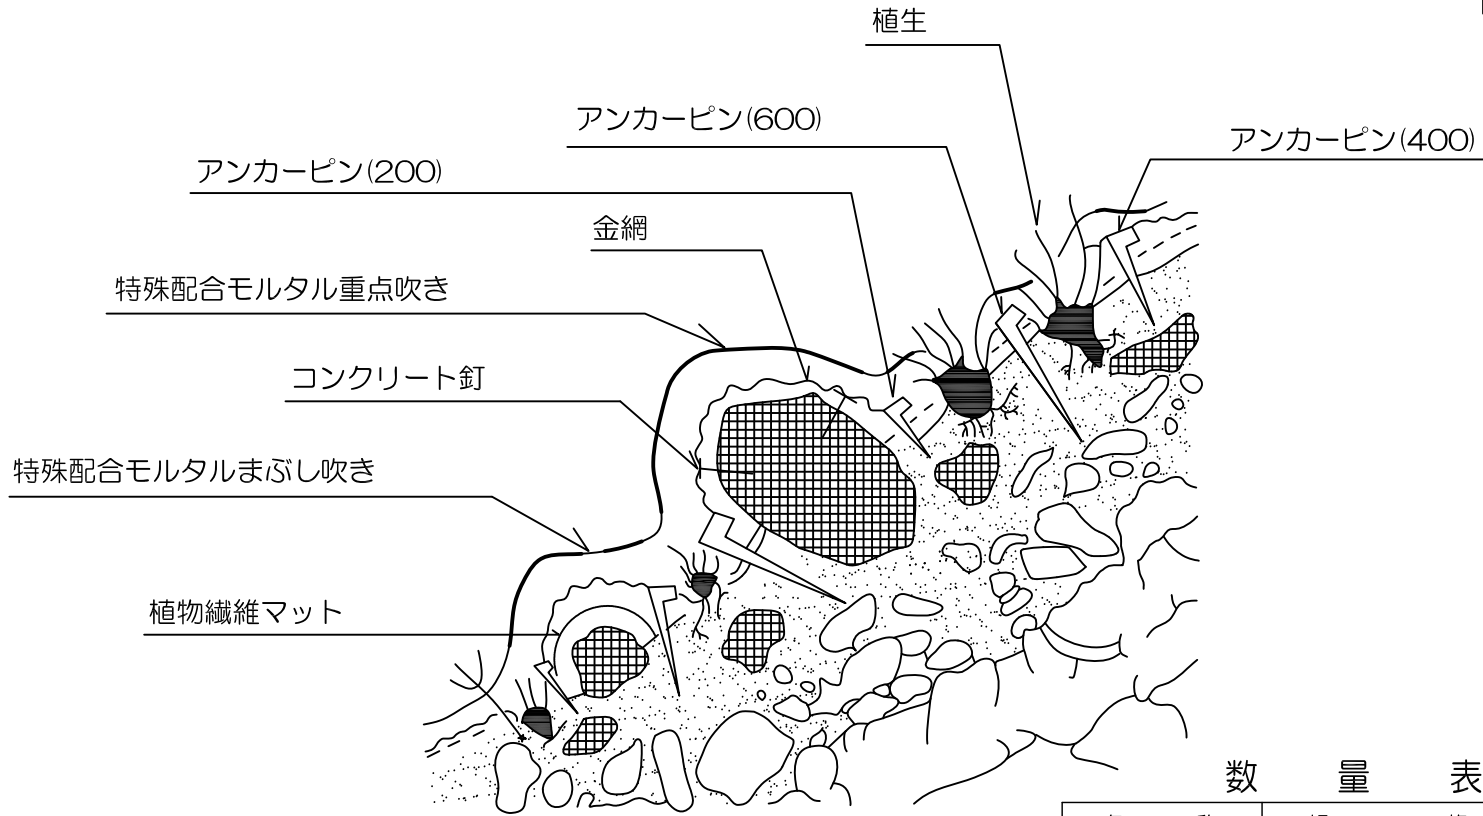 植生
アンカーピン(600)
アンカーピン(400)
アンカーピン(200)
金網
特殊配合モルタル重点吹き
コンクリート釘
特殊配合モルタルまぶし吹き
植物繊維マット
数 量 表